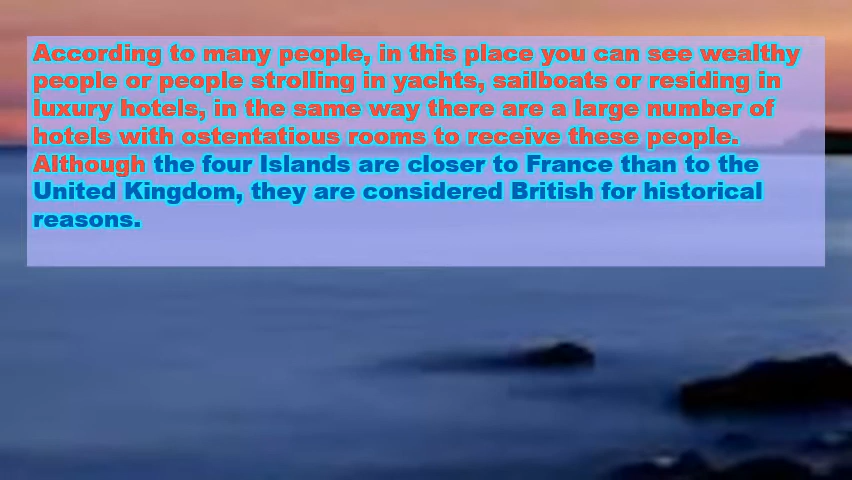 According to many people, in this place you can see wealthy
people or people strolling in yachts, sailboats or residing in
luxury hotels, in the same way there are a large number of
hotels with ostentatious rooms to receive these people.
Although the four Islands are closer to France than to the
United Kingdom, they are considered British for historical
reasons.